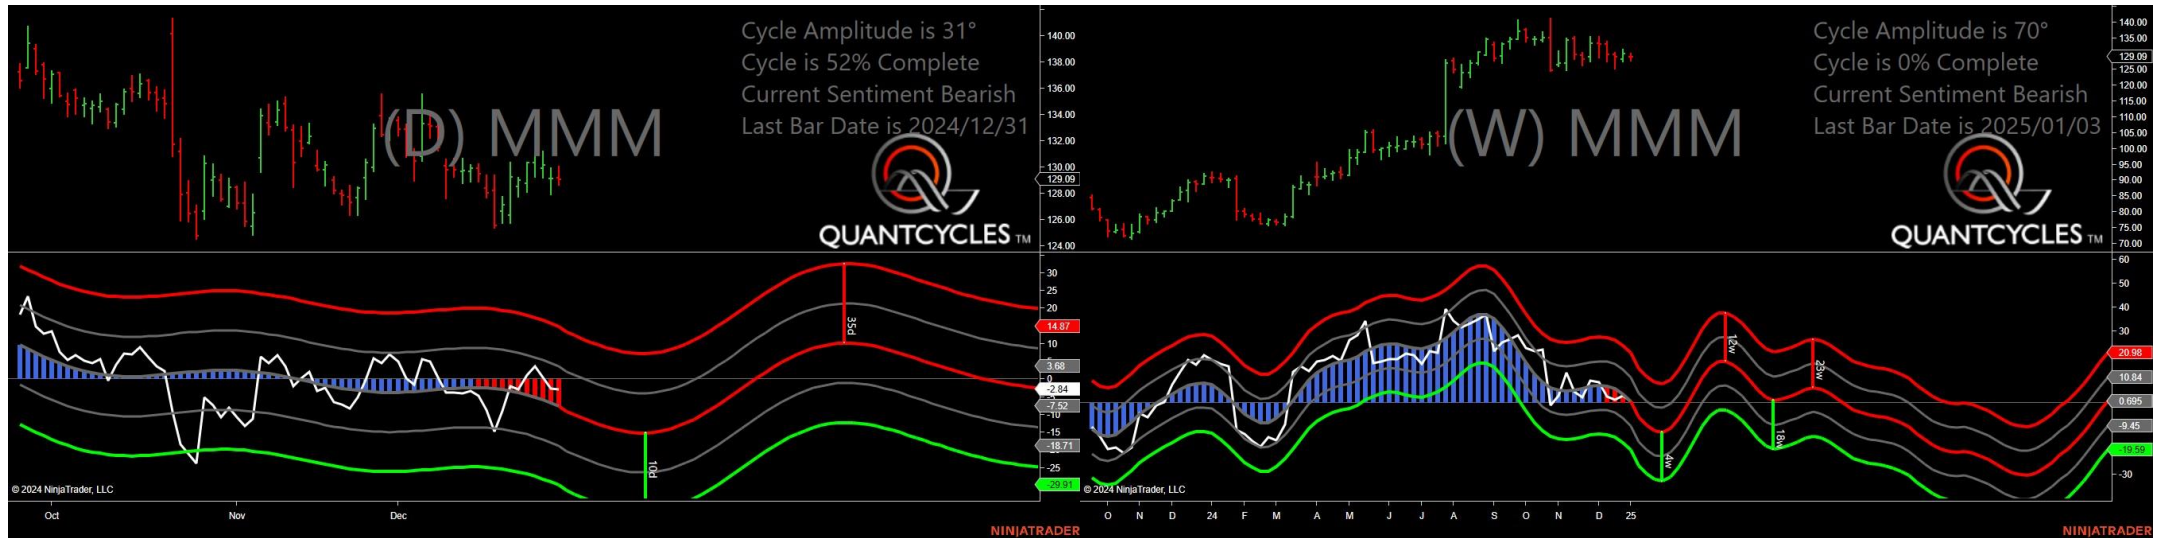 Cycle Amplitude is 31°
Cycle is 52% Complete
Current Sentiment Bearish
Last Bar Date is 2024/12/31
(D) MMM
QUANTCYCLES TM
140.00
138.00
136.00
134.00
132.00
130.00
129.09
128.00
126.00
124.00
30
25
20
14.87
10
3.68
0
-2.84
-7.52
-10
-15
-18.71
-25
-29.91
35d
10d
© 2024 NinjaTrader, LLC
Oct Nov Dec
NINJATRADER
Cycle Amplitude is 70°
Cycle is 0% Complete
Current Sentiment Bearish
Last Bar Date is 2025/01/03
(W) MMM
QUANTCYCLES TM
140.00
135.00
129.09
125.00
120.00
115.00
110.00
105.00
100.00
95.00
90.00
85.00
80.00
75.00
70.00
60
50
40
30
20.98
10.84
0.695
-9.45
-19.59
-30
12w
23w
18w
4w
© 2024 NinjaTrader, LLC
O N D 24 F M A M J J A S O N D 25
NINJATRADER